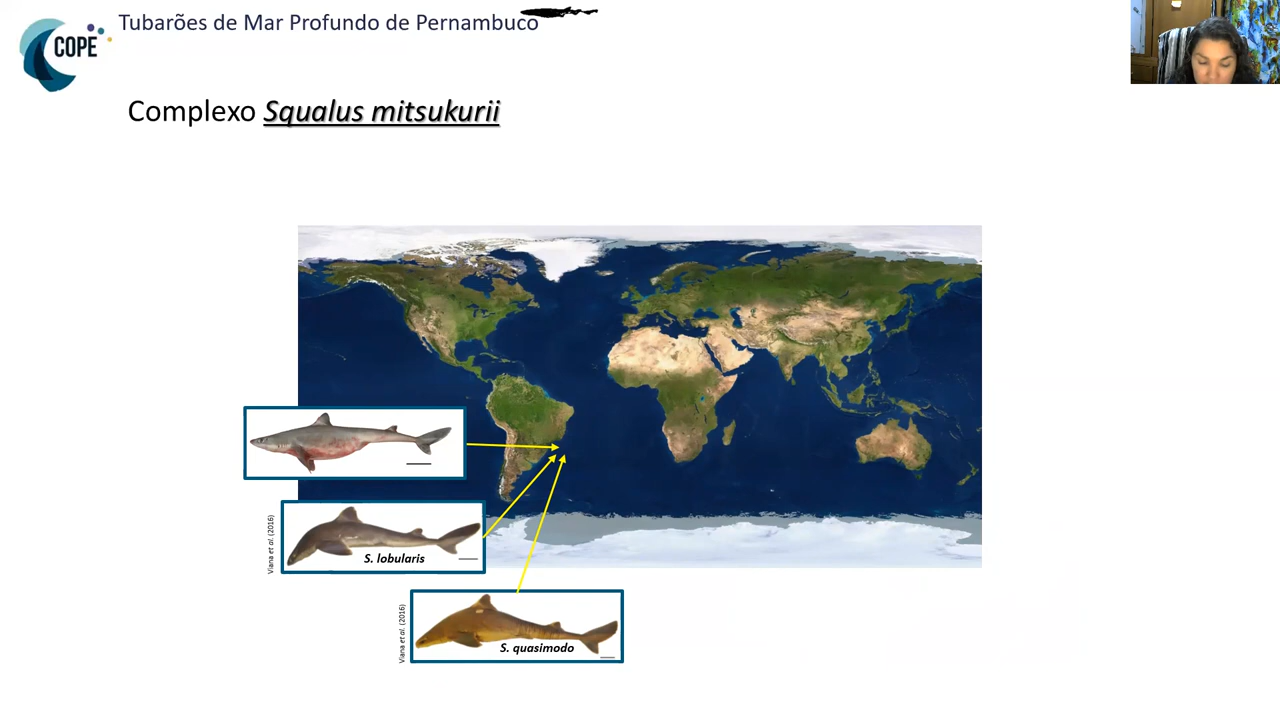 COPE
Tubarões de Mar Profundo de Pernambuco
Complexo Squalus mitsukurii
Viana et al. (2016)
S. lobularis
Viana et al. (2016)
S. quasimodo